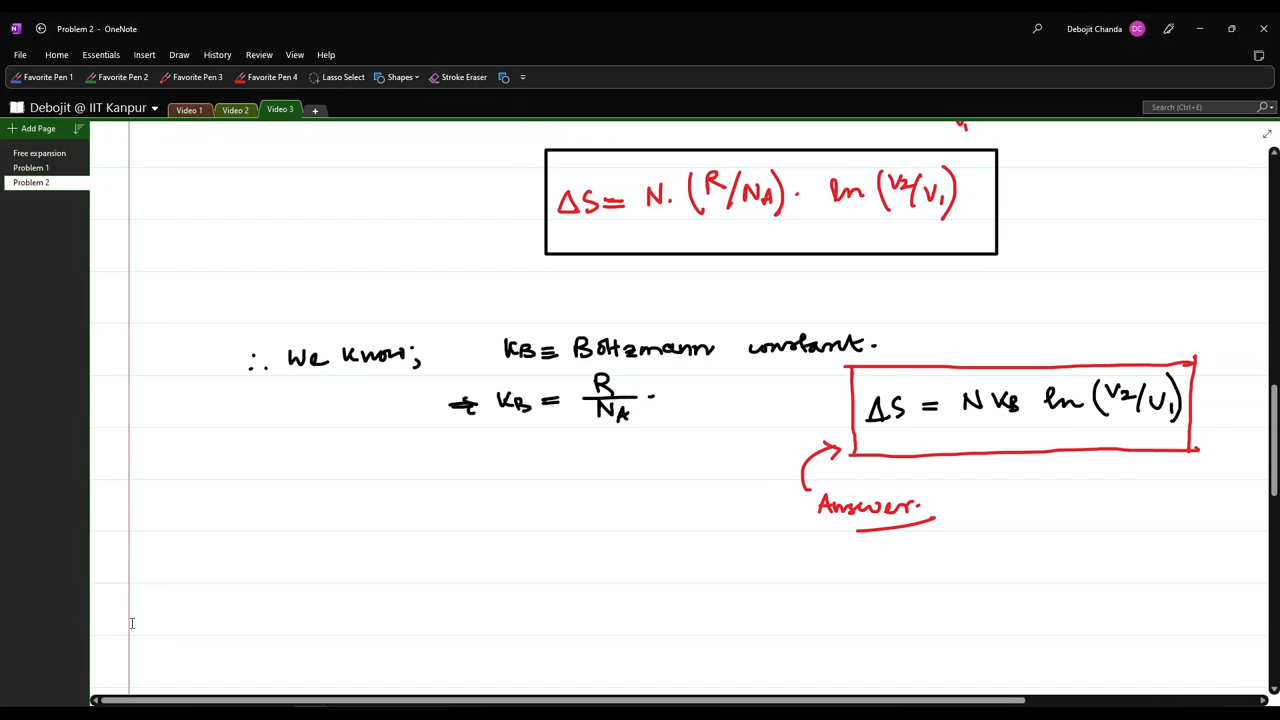 Problem 2 - OneNote
Debojit Chanda DC
File Home Essentials Insert Draw History Review View Help
Favorite Pen 1 Favorite Pen 2 Favorite Pen 3 Favorite Pen 4 Lasso Select Shapes Stroke Eraser
Debojit @ IIT Kanpur Video 1 Video 2 Video 3 + Search (Ctrl+E)
Add Page
Free expansion
Problem 1
Problem 2
V₁
ΔS = N. (R/NA) . ln (V2/V1)
∴ We know; KB ≡ Boltzmann constant.
KB = R/NA .
ΔS = N KB ln (V2/V1)
Answer.